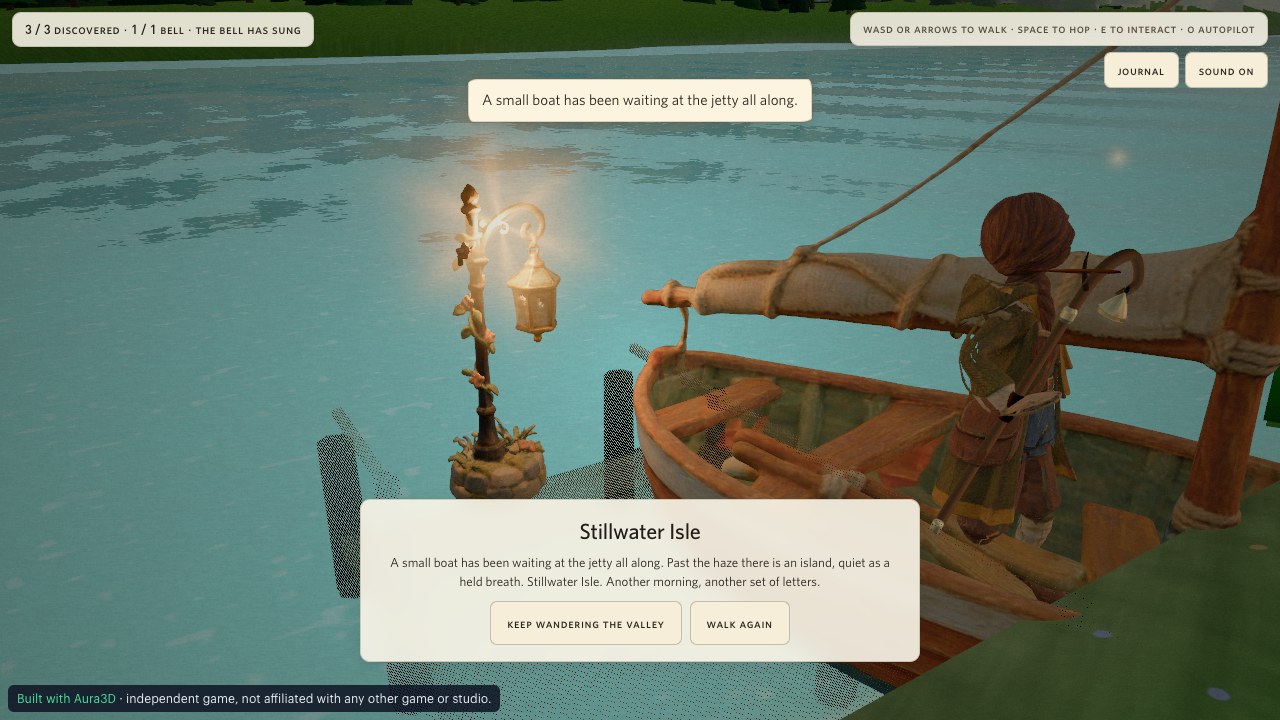 3 / 3 DISCOVERED · 1 / 1 BELL · THE BELL HAS SUNG
WASD OR ARROWS TO WALK · SPACE TO HOP · E TO INTERACT · O AUTOPILOT
JOURNAL
SOUND ON
A small boat has been waiting at the jetty all along.
Stillwater Isle
A small boat has been waiting at the jetty all along. Past the haze there is an island, quiet as a
held breath. Stillwater Isle. Another morning, another set of letters.
KEEP WANDERING THE VALLEY
WALK AGAIN
Built with Aura3D · independent game, not affiliated with any other game or studio.